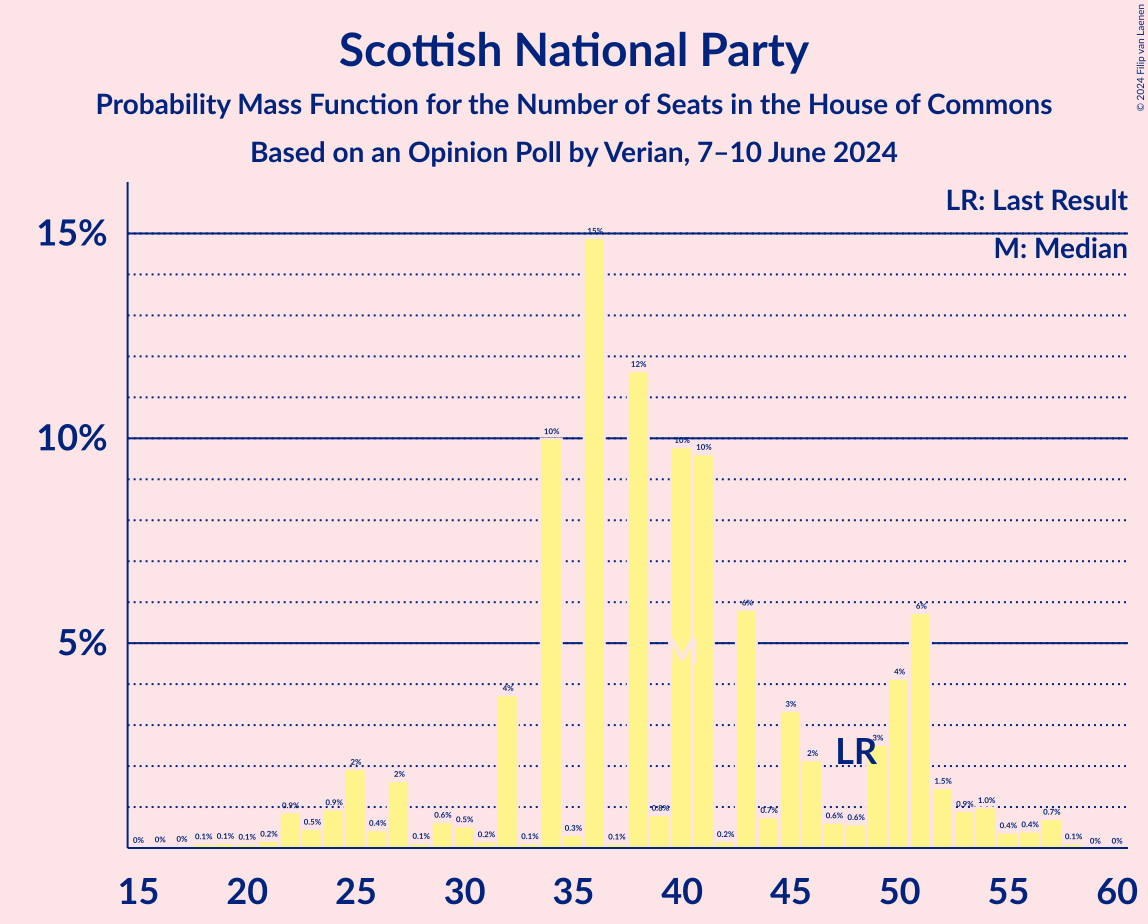 Scottish National Party
Probability Mass Function for the Number of Seats in the House of Commons
Based on an Opinion Poll by Verian, 7–10 June 2024
© 2024 Filip van Laenen
LR: Last Result
M: Median
15%
10%
5%
0% 0% 0% 0.1% 0.1% 0.1% 0.2% 0.9% 0.5% 0.9% 2% 0.4% 2% 0.1% 0.6% 0.5% 0.2% 4% 0.1% 10% 0.3% 15% 0.1% 12% 0.8% 10% 10% 0.2% 6% 0.7% 3% 2% 0.6% 0.6% 3% 4% 6% 1.5% 0.9% 1.0% 0.4% 0.4% 0.7% 0.1% 0% 0%
M
LR
15 20 25 30 35 40 45 50 55 60